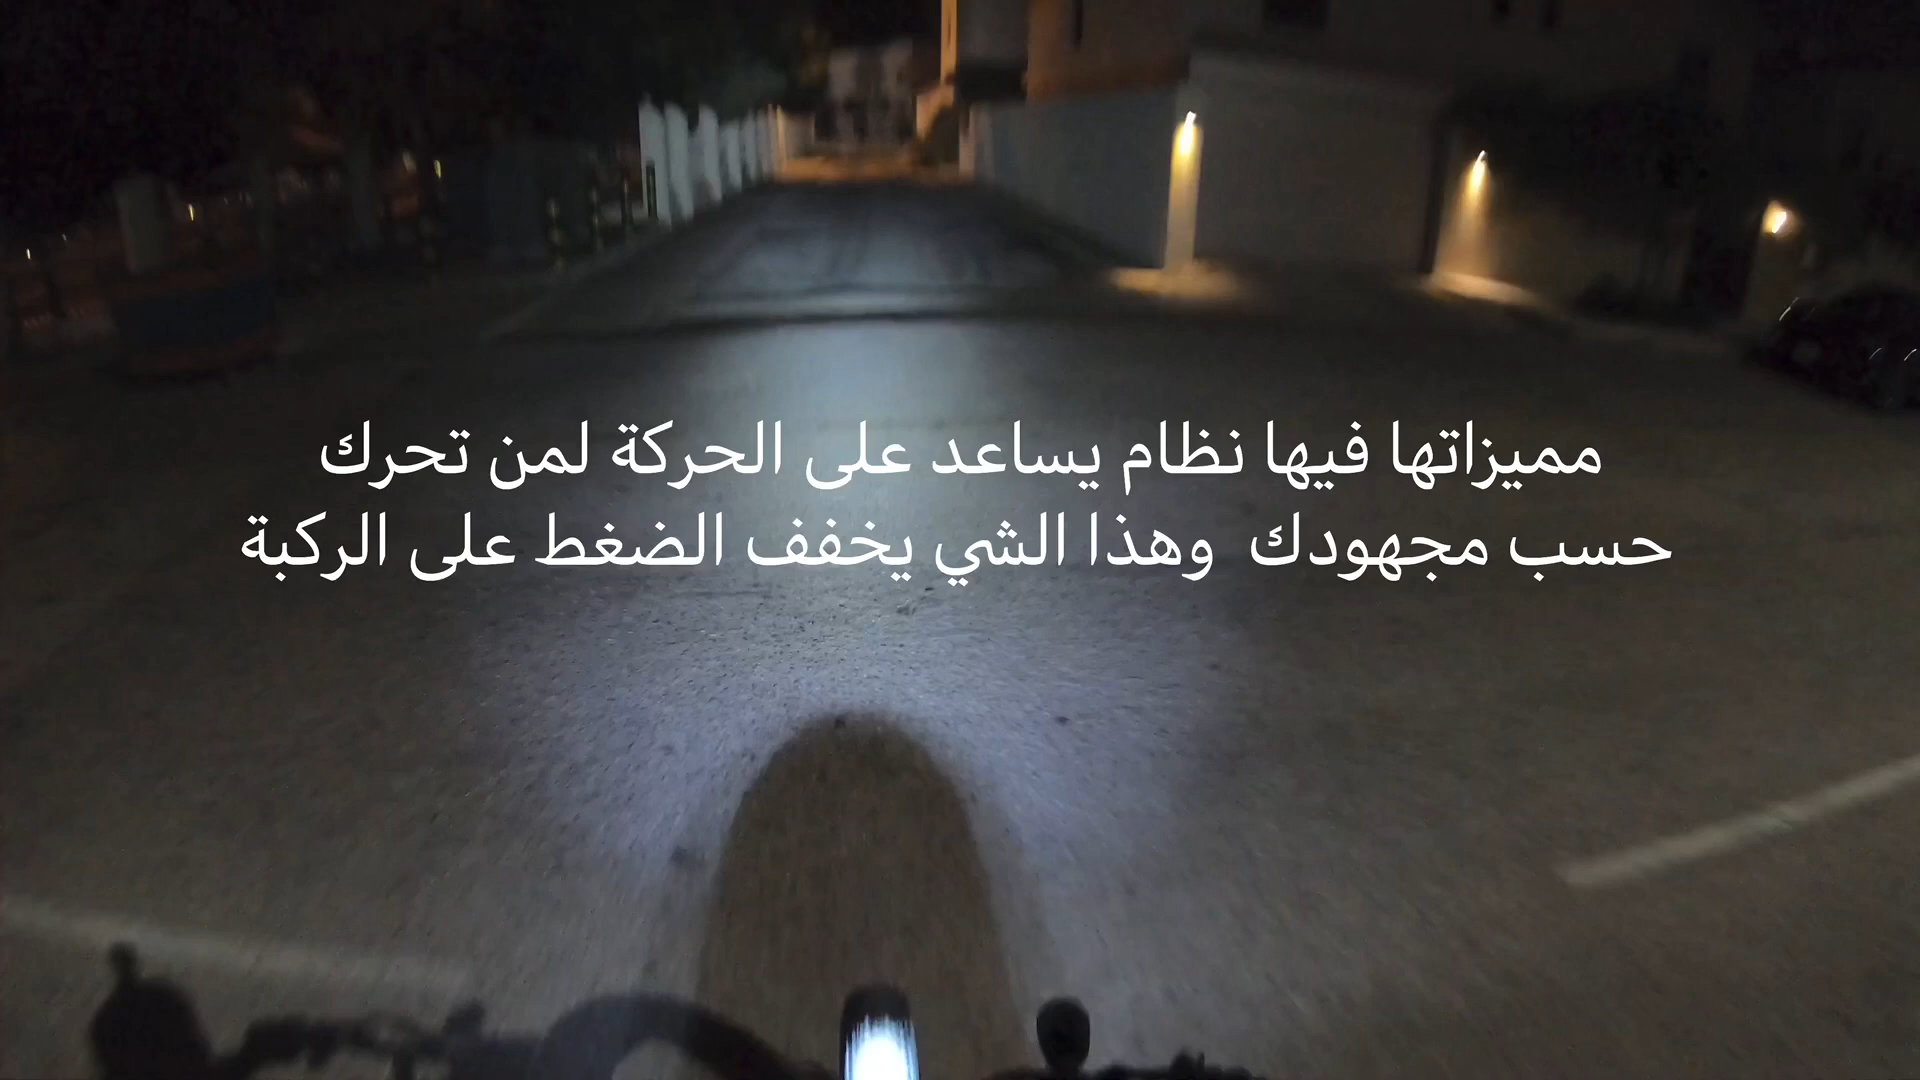 مميزاتها فيها نظام يساعد على الحركة لمن تحرك
حسب مجهودك وهذا الشي يخفف الضغط على الركبة